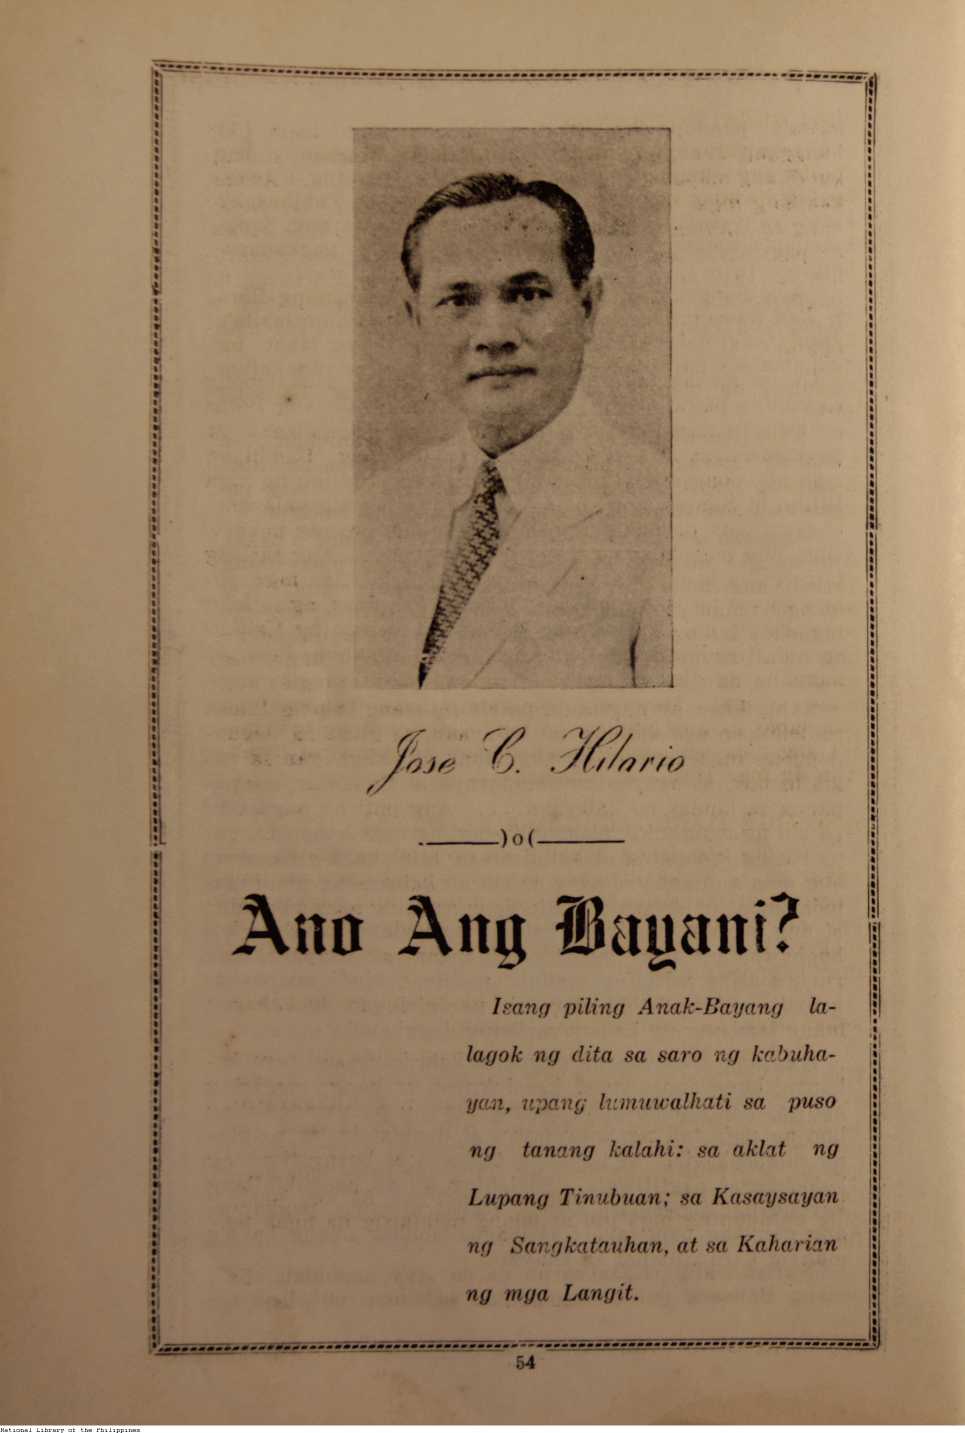 Jose C. Hilario
)o(
Ano Ang Bayani?
Isang piling Anak-Bayang la-
lagok ng dita sa saro ng kabuha-
yan, upang lumuwalhati sa puso
ng tanang kalahi: sa aklat ng
Lupang Tinubuan; sa Kasaysayan
ng Sangkatauhan, at sa Kaharian
ng mga Langit.
54
National Library of the Philippines